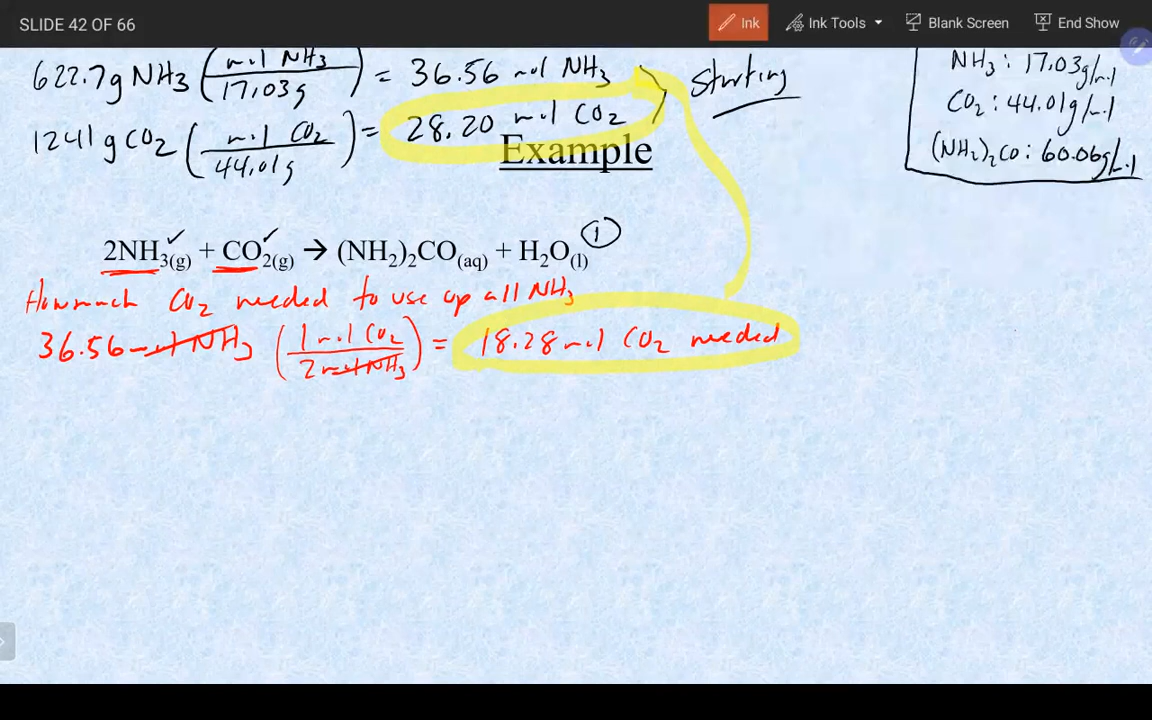 SLIDE 42 OF 66
Ink
Ink Tools
Blank Screen
End Show
622.7g NH3 (mol NH3 / 17.03g) = 36.56 mol NH3
1241 g CO2 (mol CO2 / 44.01g) = 28.20 mol CO2
Starting
NH3 : 17.03g/mol
CO2 : 44.01g/mol
(NH2)2CO : 60.06g/mol
Example
2NH3(g) + CO2(g) → (NH2)2CO(aq) + H2O(l) 1
How much CO2 needed to use up all NH3
36.56 mol NH3 (1 mol CO2 / 2 mol NH3) = 18.28 mol CO2 needed